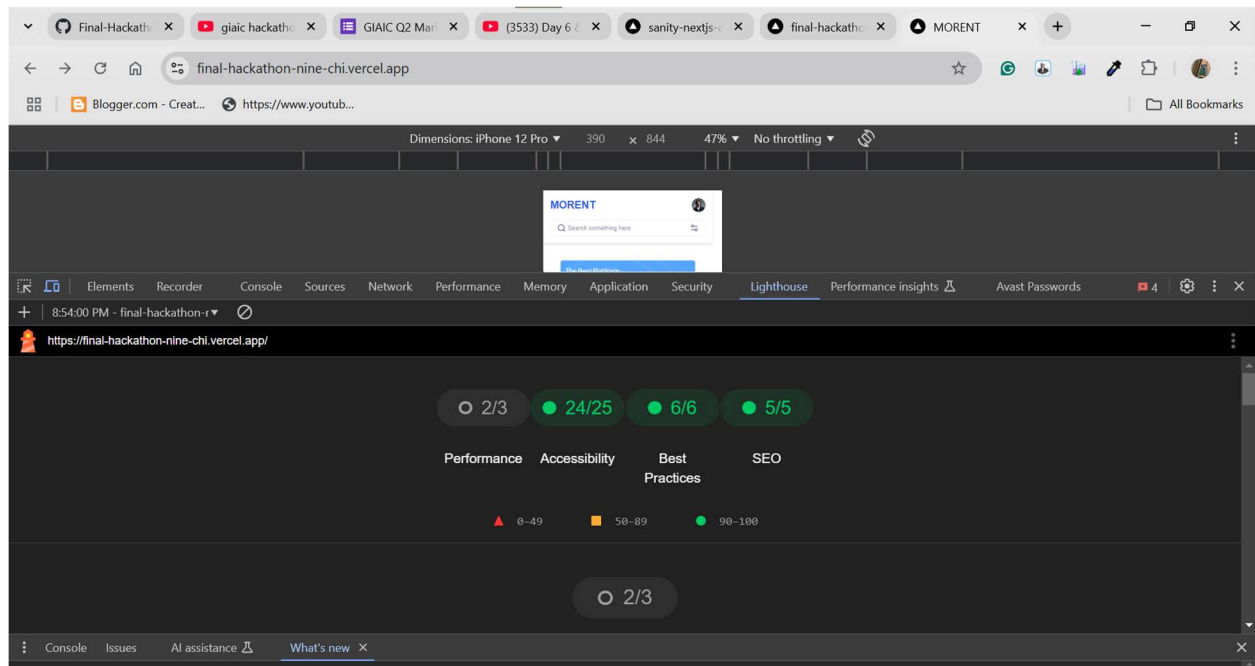 Final-Hackath
giaic hackatho
GIAIC Q2 Mar
(3533) Day 6 &
sanity-nextjs-a
final-hackatho
MORENT
final-hackathon-nine-chi.vercel.app
Blogger.com - Creat...
https://www.youtub...
All Bookmarks
Dimensions: iPhone 12 Pro ▼ 390 × 844 47% ▼ No throttling ▼
MORENT
Search something here
The Best Platform
Elements Recorder Console Sources Network Performance Memory Application Security Lighthouse Performance insights Avast Passwords 4
8:54:00 PM - final-hackathon-r▼
https://final-hackathon-nine-chi.vercel.app/
2/3 24/25 6/6 5/5
Performance Accessibility Best Practices SEO
0–49 50–89 90–100
2/3
Console Issues AI assistance What's new